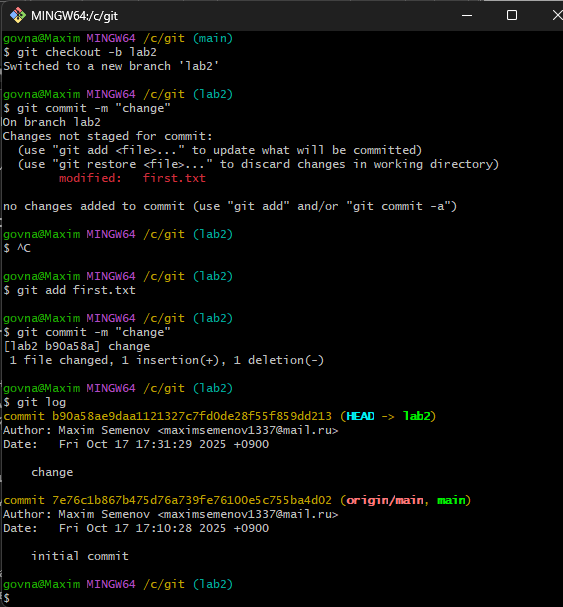 MINGW64:/c/git
govna@Maxim MINGW64 /c/git (main)
$ git checkout -b lab2
Switched to a new branch 'lab2'
govna@Maxim MINGW64 /c/git (lab2)
$ git commit -m "change"
On branch lab2
Changes not staged for commit:
  (use "git add <file>..." to update what will be committed)
  (use "git restore <file>..." to discard changes in working directory)
        modified:   first.txt
no changes added to commit (use "git add" and/or "git commit -a")
govna@Maxim MINGW64 /c/git (lab2)
$ ^C
govna@Maxim MINGW64 /c/git (lab2)
$ git add first.txt
govna@Maxim MINGW64 /c/git (lab2)
$ git commit -m "change"
[lab2 b90a58a] change
 1 file changed, 1 insertion(+), 1 deletion(-)
govna@Maxim MINGW64 /c/git (lab2)
$ git log
commit b90a58ae9daa1121327c7fd0de28f55f859dd213 (HEAD -> lab2)
Author: Maxim Semenov <maximsemenov1337@mail.ru>
Date:   Fri Oct 17 17:31:29 2025 +0900
    change
commit 7e76c1b867b475d76a739fe76100e5c755ba4d02 (origin/main, main)
Author: Maxim Semenov <maximsemenov1337@mail.ru>
Date:   Fri Oct 17 17:10:28 2025 +0900
    initial commit
govna@Maxim MINGW64 /c/git (lab2)
$